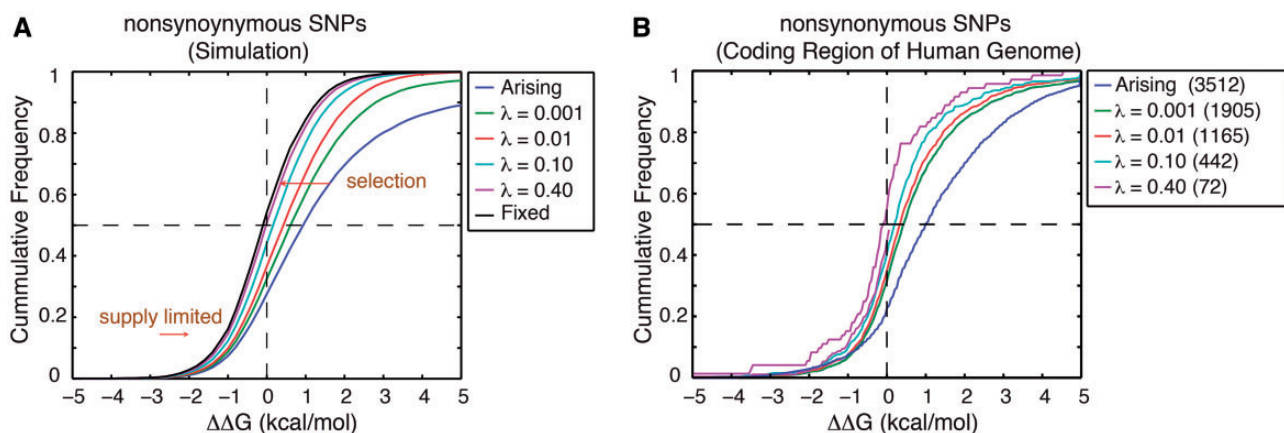 A
nonsynoynymous SNPs
(Simulation)
Cummulative Frequency
1
0.8
0.6
0.4
0.2
0
selection
supply limited
−5 −4 −3 −2 −1 0 1 2 3 4 5
ΔΔG (kcal/mol)
Arising
λ = 0.001
λ = 0.01
λ = 0.10
λ = 0.40
Fixed
B
nonsynonymous SNPs
(Coding Region of Human Genome)
Cummulative Frequency
1
0.8
0.6
0.4
0.2
0
−5 −4 −3 −2 −1 0 1 2 3 4 5
ΔΔG (kcal/mol)
Arising (3512)
λ = 0.001 (1905)
λ = 0.01 (1165)
λ = 0.10 (442)
λ = 0.40 (72)